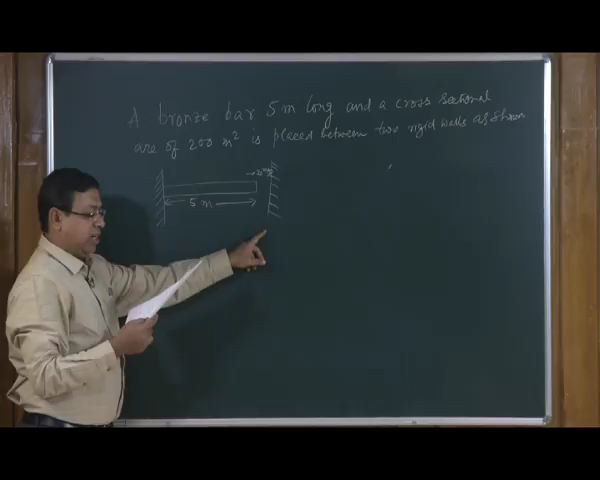 A bronze bar 5 m long and a cross sectional
are of 200 m² is placed between two rigid walls as shown
5 m